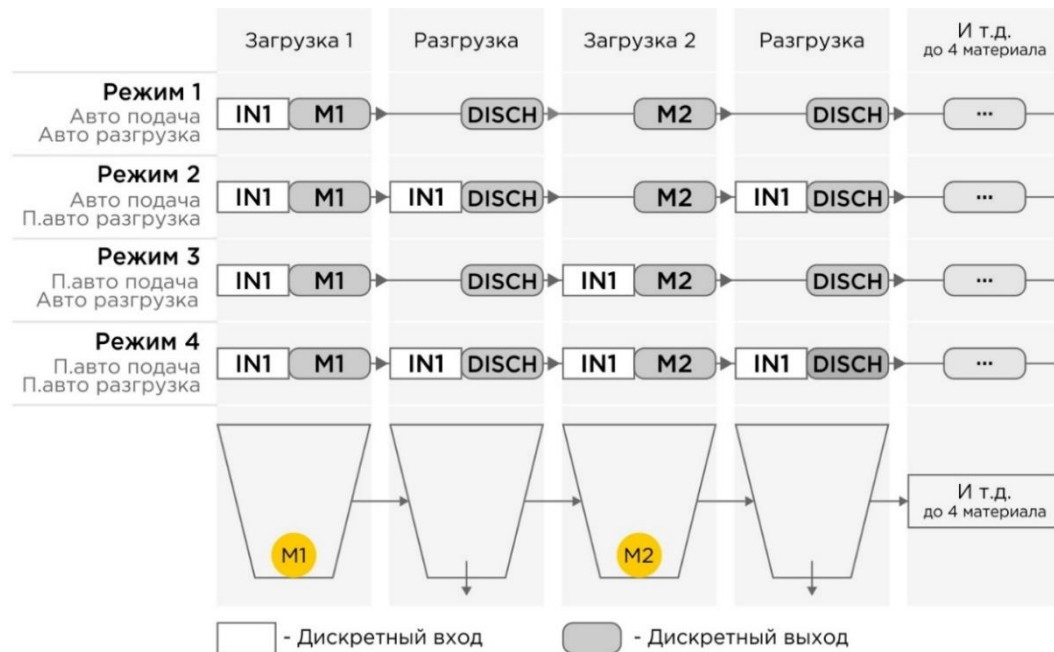 Загрузка 1 Разгрузка Загрузка 2 Разгрузка И т.д.
до 4 материала
Режим 1
Авто подача
Авто разгрузка
IN1 M1 DISCH M2 DISCH ...
Режим 2
Авто подача
П.авто разгрузка
IN1 M1 IN1 DISCH M2 IN1 DISCH ...
Режим 3
П.авто подача
Авто разгрузка
IN1 M1 DISCH IN1 M2 DISCH ...
Режим 4
П.авто подача
П.авто разгрузка
IN1 M1 IN1 DISCH IN1 M2 IN1 DISCH ...
И т.д.
до 4 материала
M1 M2
- Дискретный вход - Дискретный выход